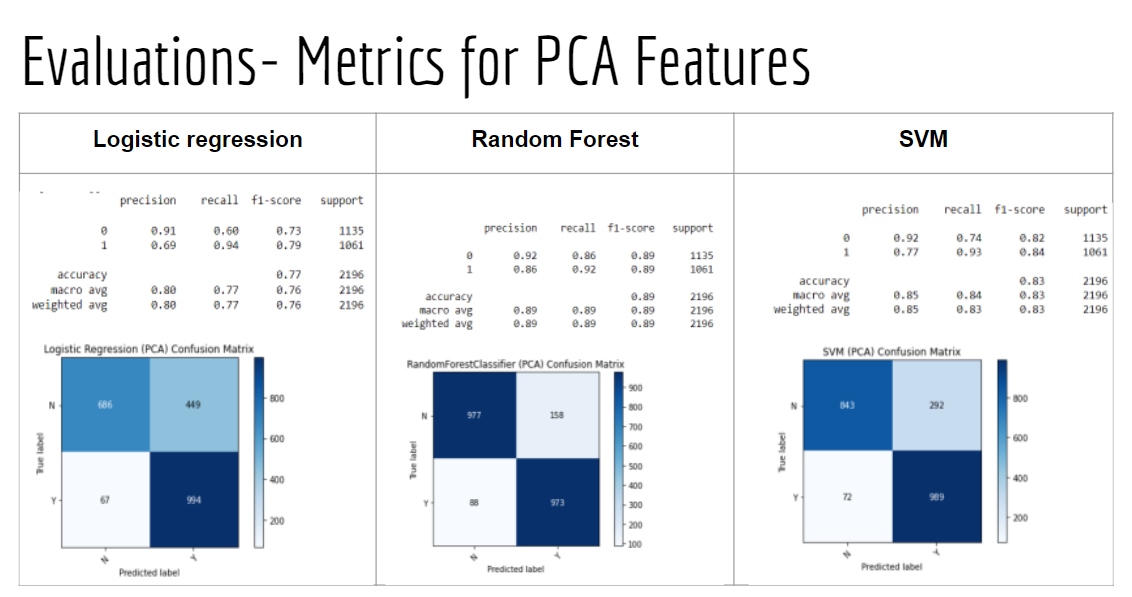 Evaluations- Metrics for PCA Features
Logistic regression
precision recall f1-score support
0 0.91 0.60 0.73 1135
1 0.69 0.94 0.79 1061
accuracy 0.77 2196
macro avg 0.80 0.77 0.76 2196
weighted avg 0.80 0.77 0.76 2196
Logistic Regression (PCA) Confusion Matrix
N 686 449
Y 67 994
800
600
400
200
True label
N Y
Predicted label
Random Forest
precision recall f1-score support
0 0.92 0.86 0.89 1135
1 0.86 0.92 0.89 1061
accuracy 0.89 2196
macro avg 0.89 0.89 0.89 2196
weighted avg 0.89 0.89 0.89 2196
RandomForestClassifier (PCA) Confusion Matrix
N 977 158
Y 88 973
900
800
700
600
500
400
300
200
100
True label
N Y
Predicted label
SVM
precision recall f1-score support
0 0.92 0.74 0.82 1135
1 0.77 0.93 0.84 1061
accuracy 0.83 2196
macro avg 0.85 0.84 0.83 2196
weighted avg 0.85 0.83 0.83 2196
SVM (PCA) Confusion Matrix
N 843 292
Y 72 989
800
600
400
200
True label
N Y
Predicted label